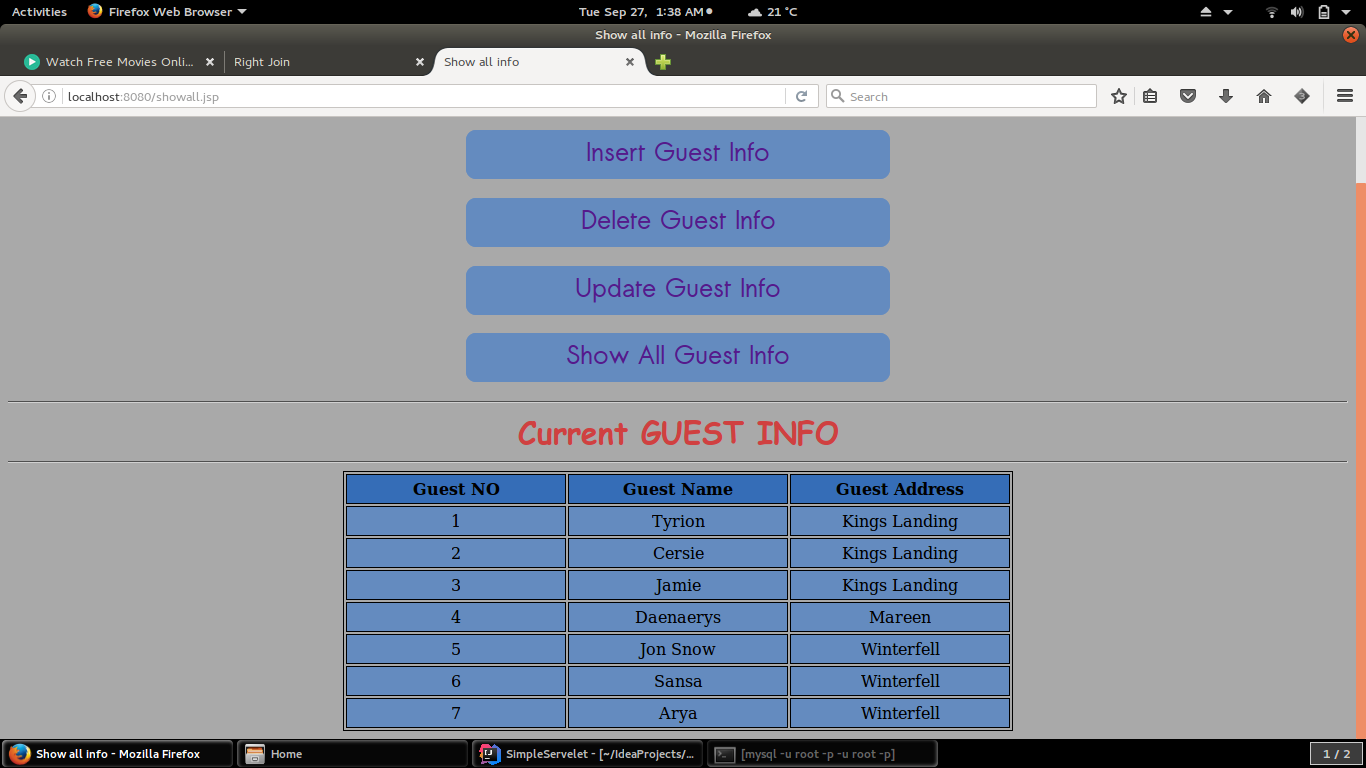 Activities Firefox Web Browser Tue Sep 27, 1:38 AM 21 °C
Show all info - Mozilla Firefox
Watch Free Movies Onli... Right Join Show all info
localhost:8080/showall.jsp Search
Insert Guest Info
Delete Guest Info
Update Guest Info
Show All Guest Info
Current GUEST INFO
Guest NO Guest Name Guest Address
1 Tyrion Kings Landing
2 Cersie Kings Landing
3 Jamie Kings Landing
4 Daenaerys Mareen
5 Jon Snow Winterfell
6 Sansa Winterfell
7 Arya Winterfell
Show all info - Mozilla Firefox Home SimpleServelet - [~/IdeaProjects/... [mysql -u root -p -u root -p] 1 / 2